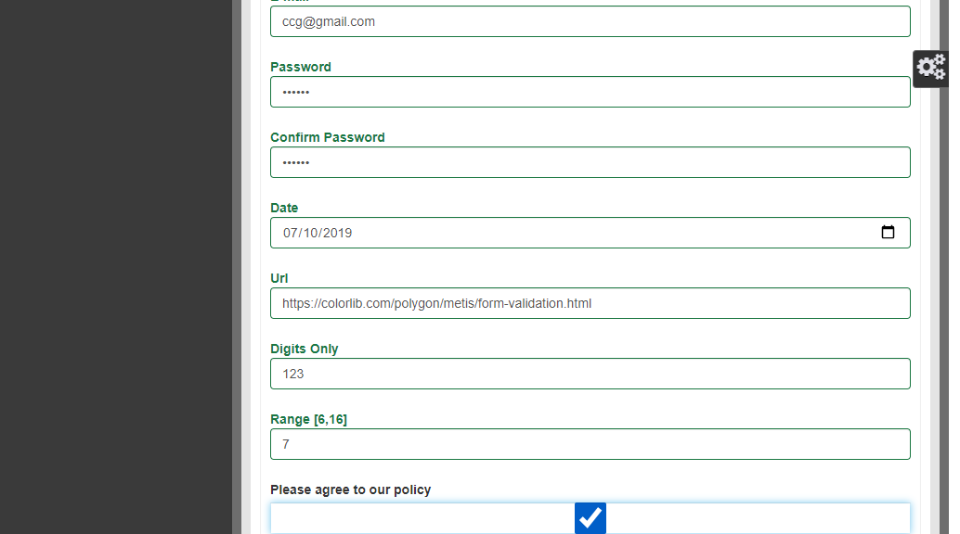 ccg@gmail.com
Password
••••••
Confirm Password
••••••
Date
07/10/2019
Url
https://colorlib.com/polygon/metis/form-validation.html
Digits Only
123
Range [6,16]
7
Please agree to our policy